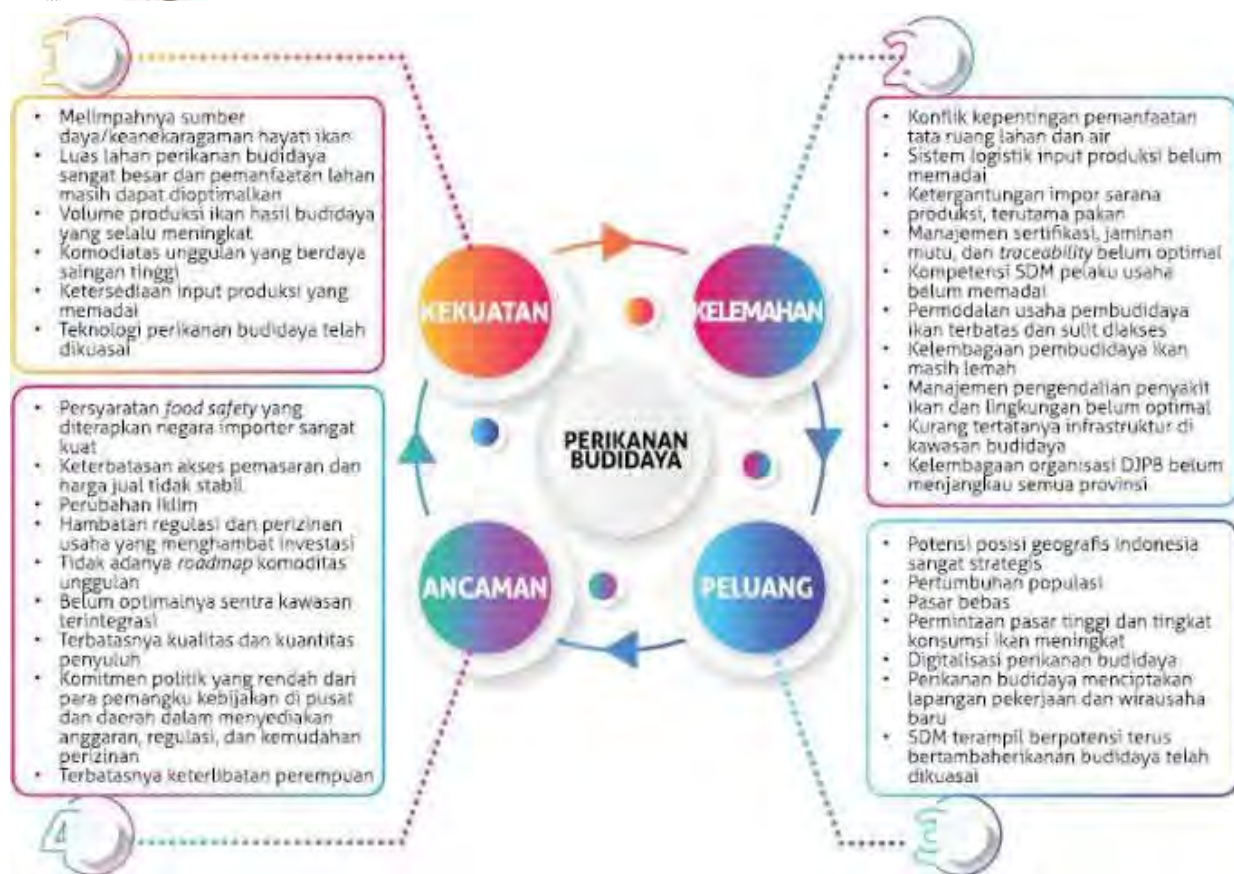 1
• Melimpahnya sumber
daya/keanekaragaman hayati ikan
• Luas lahan perikanan budidaya
sangat besar dan pemanfaatan lahan
masih dapat dioptimalkan
• Volume produksi ikan hasil budidaya
yang selalu meningkat
• Komodiatas unggulan yang berdaya
saingan tinggi
• Ketersediaan input produksi yang
memadai
• Teknologi perikanan budidaya telah
dikuasai
2
• Konflik kepentingan pemanfaatan
tata ruang lahan dan air
• Sistem logistik input produksi belum
memadai
• Ketergantungan impor sarana
produksi, terutama pakan
• Manajemen sertifikasi, jaminan
mutu, dan traceability belum optimal
• Kompetensi SDM pelaku usaha
belum memadai
• Permodalan usaha pembudidaya
ikan terbatas dan sulit diakses
• Kelembagaan pembudidaya ikan
masih lemah
• Manajemen pengendalian penyakit
ikan dan lingkungan belum optimal
• Kurang tertatanya infrastruktur di
kawasan budidaya
• Kelembagaan organisasi DJPB belum
menjangkau semua provinsi
KEKUATAN
KELEMAHAN
PERIKANAN
BUDIDAYA
ANCAMAN
PELUANG
• Potensi posisi geografis Indonesia
sangat strategis
• Pertumbuhan populasi
• Pasar bebas
• Permintaan pasar tinggi dan tingkat
konsumsi ikan meningkat
• Digitalisasi perikanan budidaya
• Perikanan budidaya menciptakan
lapangan pekerjaan dan wirausaha
baru
• SDM terampil berpotensi terus
bertambaherikanan budidaya telah
dikuasai
3
• Persyaratan food safety yang
diterapkan negara importer sangat
kuat
• Keterbatasan akses pemasaran dan
harga jual tidak stabil
• Perubahan iklim
• Hambatan regulasi dan perizinan
usaha yang menghambat investasi
• Tidak adanya roadmap komoditas
unggulan
• Belum optimalnya sentra kawasan
terintegrasi
• Terbatasnya kualitas dan kuantitas
penyuluh
• Komitmen politik yang rendah dari
para pemangku kebijakan di pusat
dan daerah dalam menyediakan
anggaran, regulasi, dan kemudahan
perizinan
• Terbatasnya keterlibatan perempuan
4